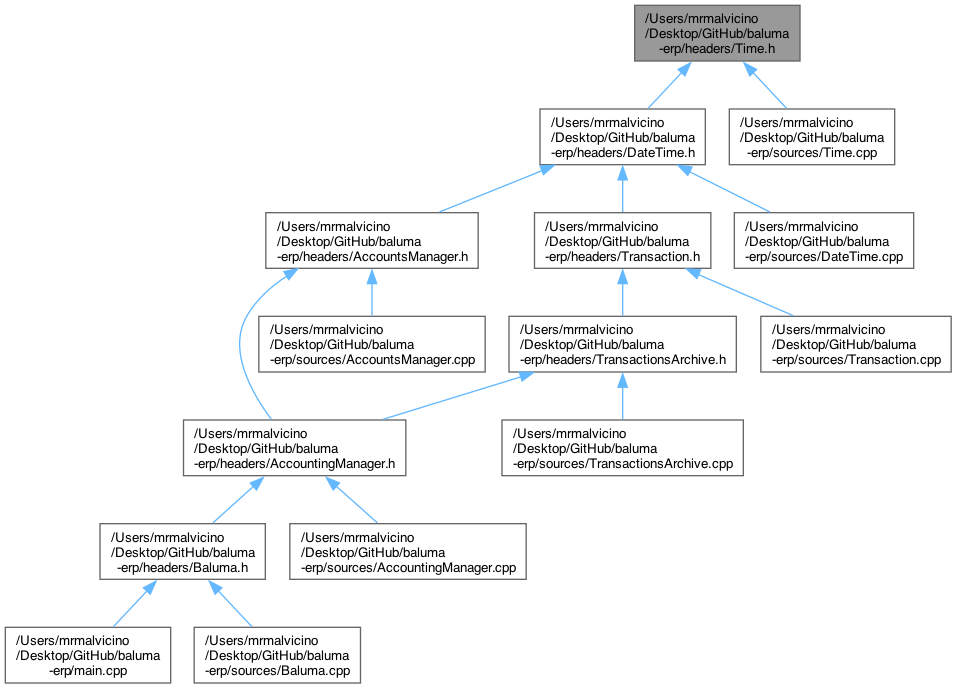 /Users/mrmalvicino
/Desktop/GitHub/baluma
-erp/headers/Time.h
/Users/mrmalvicino
/Desktop/GitHub/baluma
-erp/headers/DateTime.h
/Users/mrmalvicino
/Desktop/GitHub/baluma
-erp/sources/Time.cpp
/Users/mrmalvicino
/Desktop/GitHub/baluma
-erp/headers/AccountsManager.h
/Users/mrmalvicino
/Desktop/GitHub/baluma
-erp/headers/Transaction.h
/Users/mrmalvicino
/Desktop/GitHub/baluma
-erp/sources/DateTime.cpp
/Users/mrmalvicino
/Desktop/GitHub/baluma
-erp/sources/AccountsManager.cpp
/Users/mrmalvicino
/Desktop/GitHub/baluma
-erp/headers/TransactionsArchive.h
/Users/mrmalvicino
/Desktop/GitHub/baluma
-erp/sources/Transaction.cpp
/Users/mrmalvicino
/Desktop/GitHub/baluma
-erp/headers/AccountingManager.h
/Users/mrmalvicino
/Desktop/GitHub/baluma
-erp/sources/TransactionsArchive.cpp
/Users/mrmalvicino
/Desktop/GitHub/baluma
-erp/headers/Baluma.h
/Users/mrmalvicino
/Desktop/GitHub/baluma
-erp/sources/AccountingManager.cpp
/Users/mrmalvicino
/Desktop/GitHub/baluma
-erp/main.cpp
/Users/mrmalvicino
/Desktop/GitHub/baluma
-erp/sources/Baluma.cpp